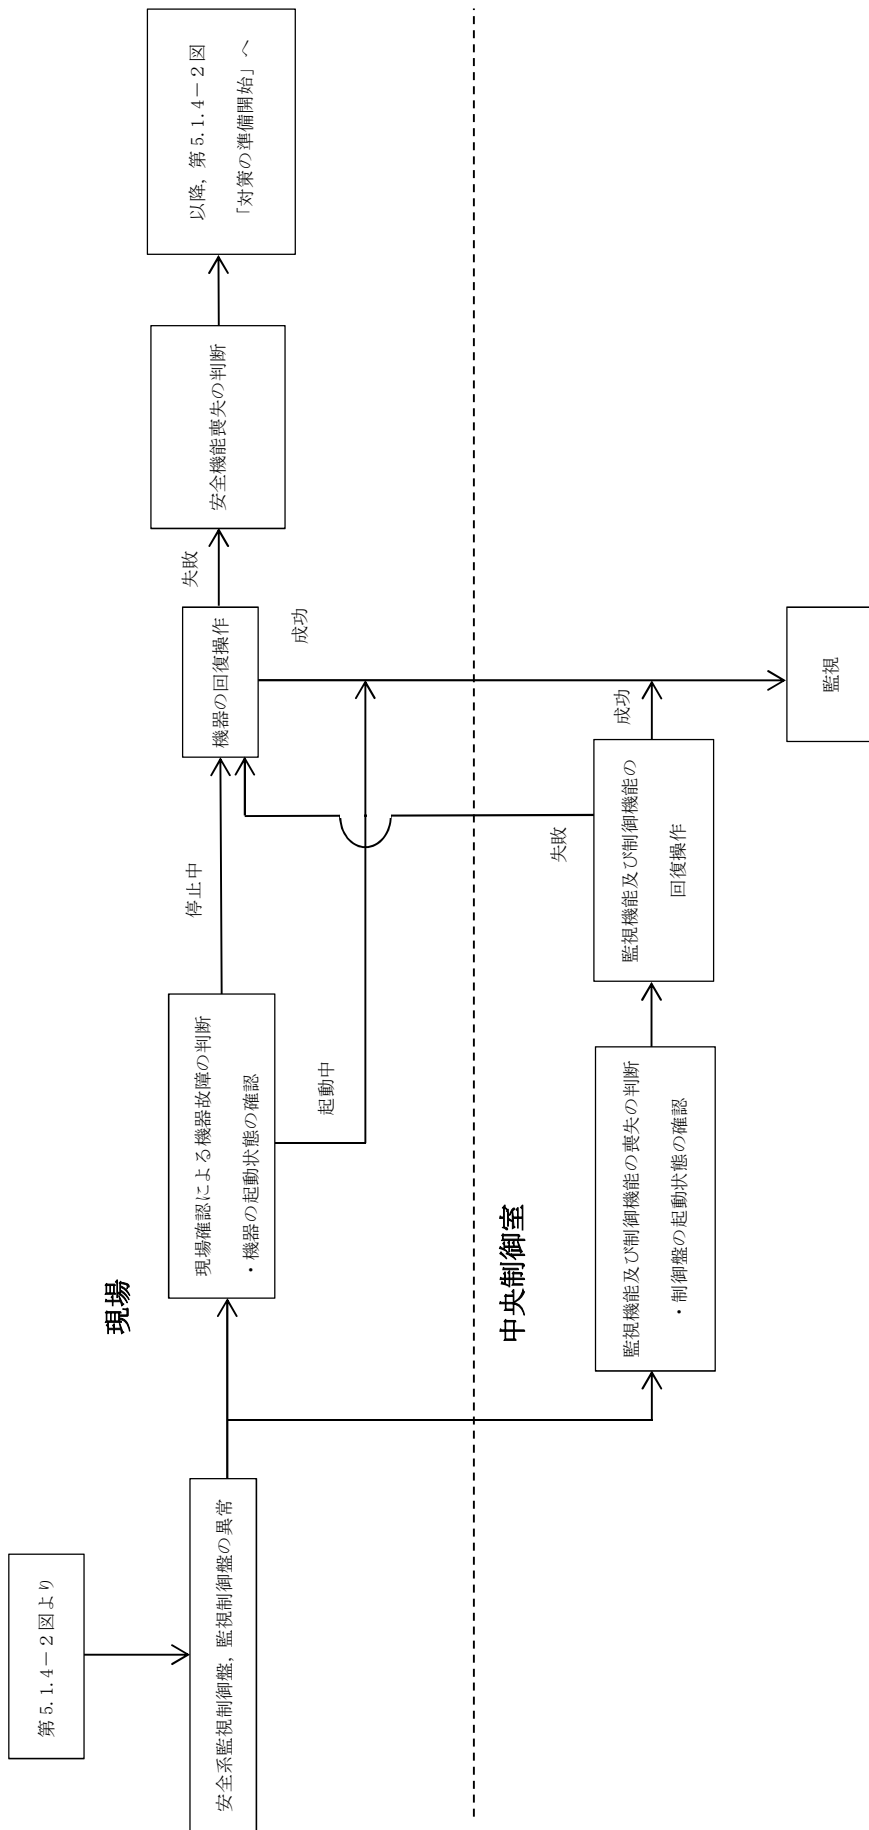 第5.1.4－2図より
安全系監視制御盤，監視制御盤の異常
現場
現場確認による機器故障の判断
・機器の起動状態の確認
停止中
起動中
機器の回復操作
失敗
成功
安全機能喪失の判断
以降，第5.1.4－2図
「対策の準備開始」へ
中央制御室
監視機能及び制御機能の喪失の判断
・制御盤の起動状態の確認
監視機能及び制御機能の
回復操作
失敗
成功
監視